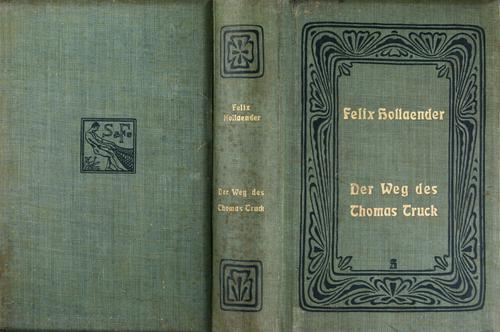 S. F.
Felix
Hollaender
Der Weg des
Thomas Truck
Felix Hollaender
Der Weg des
Thomas Truck